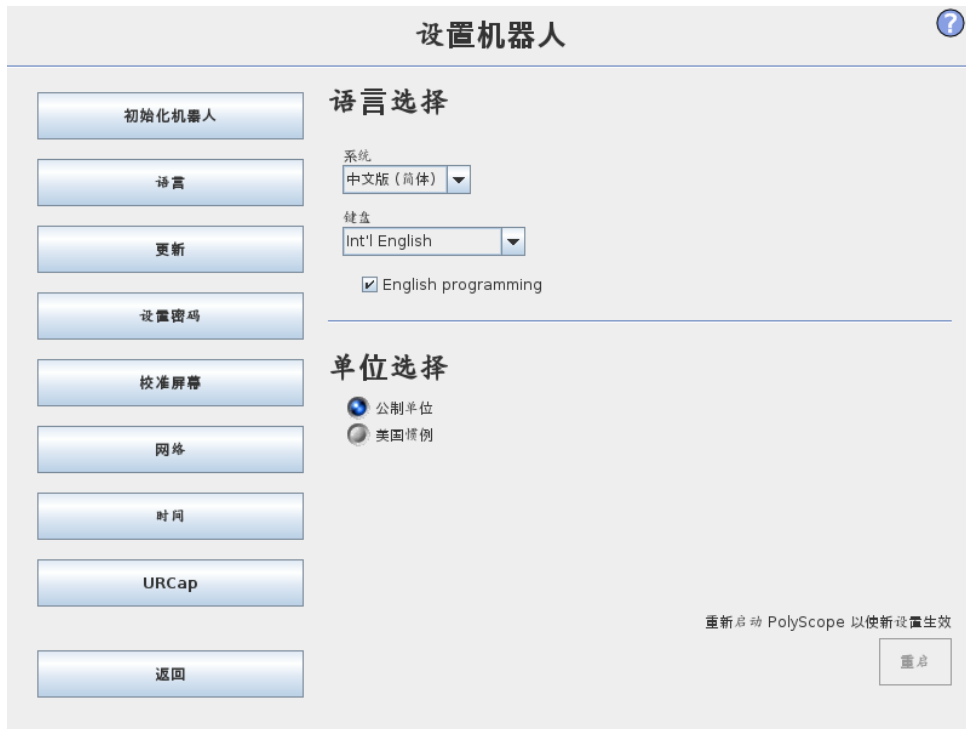 设置机器人
?
初始化机器人
语言
更新
设置密码
校准屏幕
网络
时间
URCap
返回
语言选择
系统
中文版 (简体)
键盘
Int'l English
English programming
单位选择
公制单位
美国惯例
重新启动 PolyScope 以使新设置生效
重启